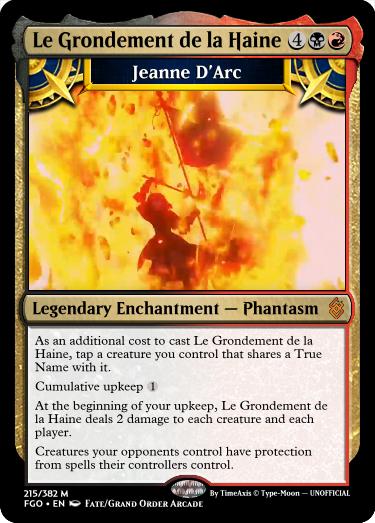 Le Grondement de la Haine 4
Jeanne D'Arc
Legendary Enchantment — Phantasm
As an additional cost to cast Le Grondement de la
Haine, tap a creature you control that shares a True
Name with it.
Cumulative upkeep 1
At the beginning of your upkeep, Le Grondement de
la Haine deals 2 damage to each creature and each
player.
Creatures your opponents control have protection
from spells their controllers control.
215/382 M
By TimeAxis © Type-Moon — UNOFFICIAL
FGO • EN Fate/Grand Order Arcade